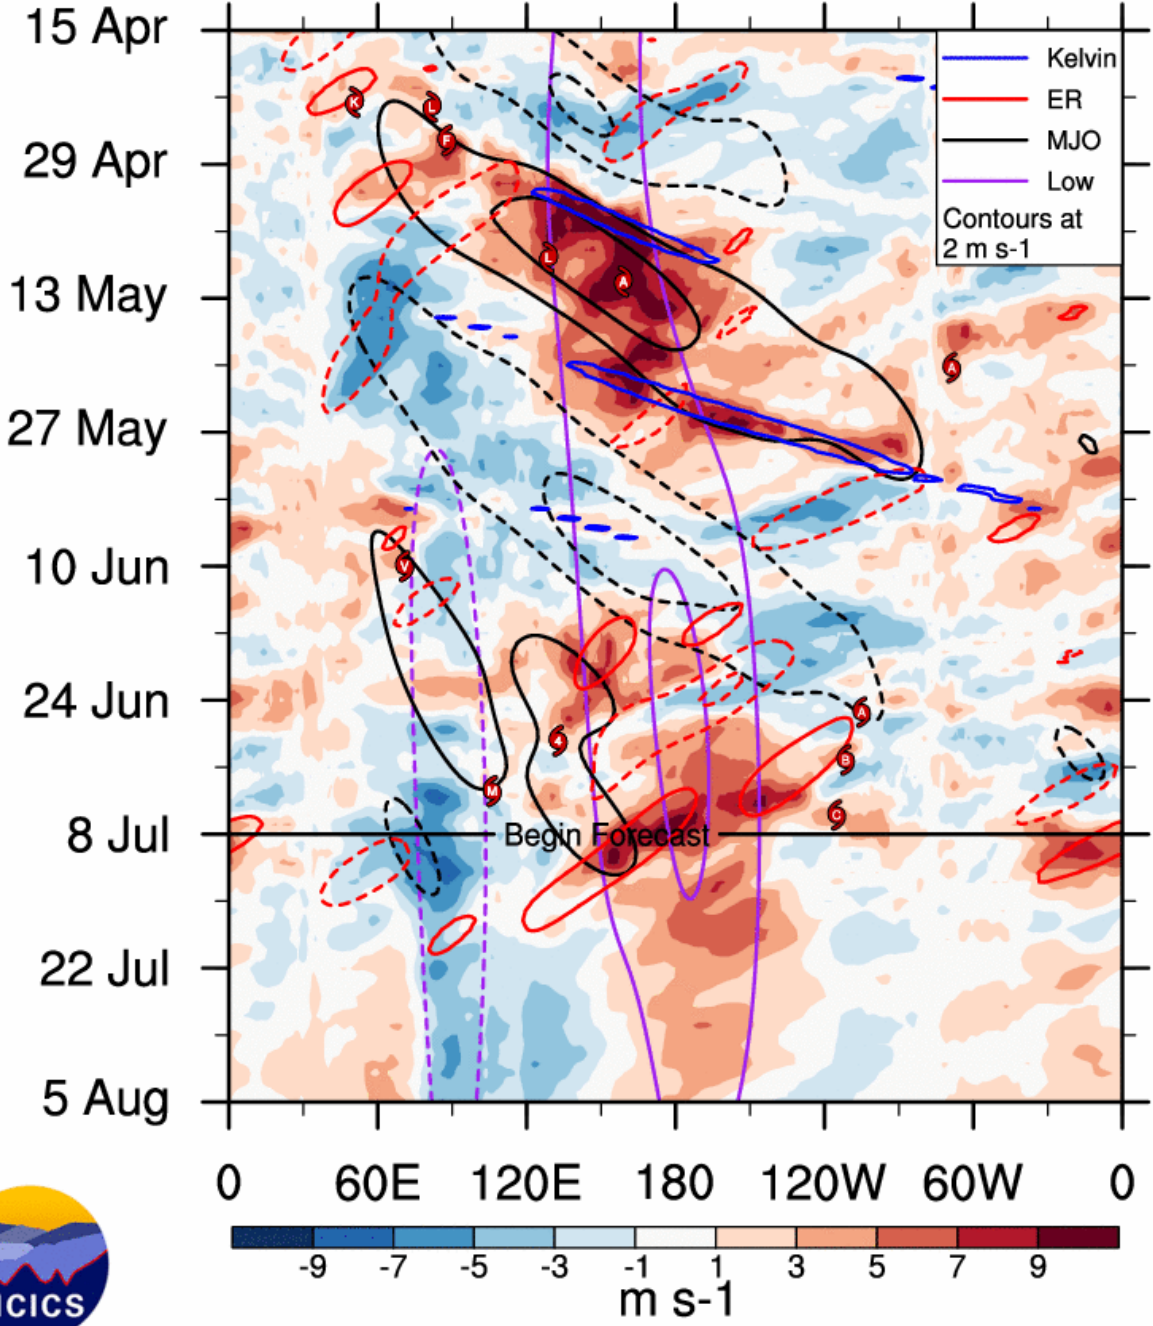 15 Apr
29 Apr
13 May
27 May
10 Jun
24 Jun
8 Jul
22 Jul
5 Aug
Kelvin
ER
MJO
Low
Contours at
2 m s-1
K
L
F
L
A
A
V
A
4
B
M
C
Begin Forecast
0 60E 120E 180 120W 60W 0
-9 -7 -5 -3 -1 1 3 5 7 9
m s-1
CICS